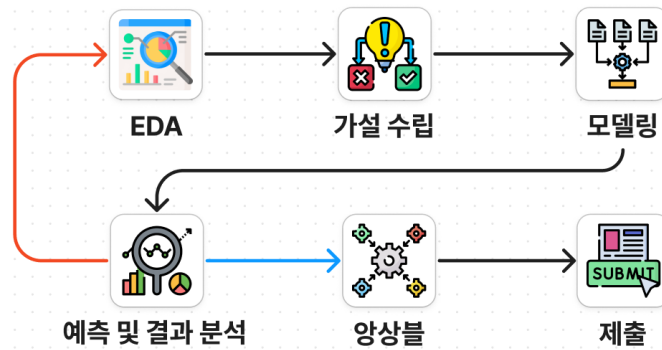 EDA
가설 수립
모델링
예측 및 결과 분석
앙상블
SUBMIT
제출